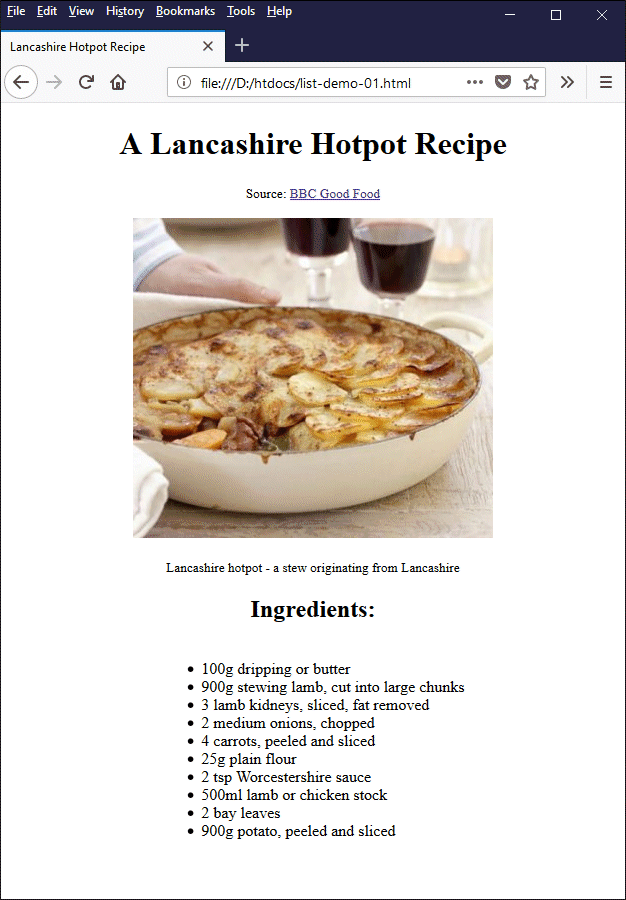 File Edit View History Bookmarks Tools Help
Lancashire Hotpot Recipe
file:///D:/htdocs/list-demo-01.html
A Lancashire Hotpot Recipe
Source: BBC Good Food
Lancashire hotpot - a stew originating from Lancashire
Ingredients:
100g dripping or butter
900g stewing lamb, cut into large chunks
3 lamb kidneys, sliced, fat removed
2 medium onions, chopped
4 carrots, peeled and sliced
25g plain flour
2 tsp Worcestershire sauce
500ml lamb or chicken stock
2 bay leaves
900g potato, peeled and sliced